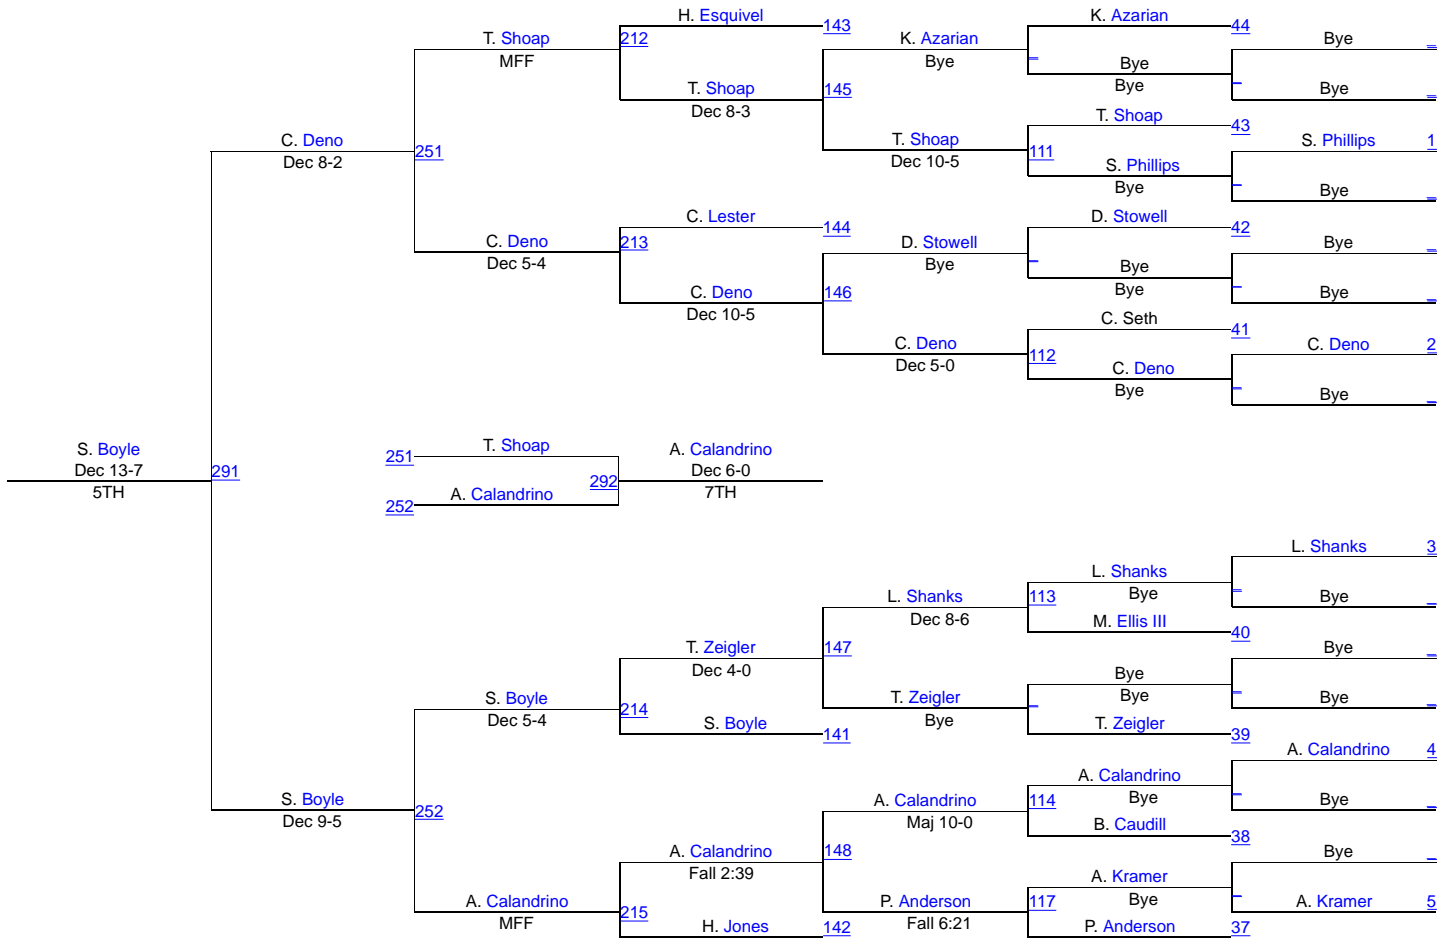 H. Esquivel 143
K. Azarian 44
T. Shoap 212
K. Azarian
Bye
MFF
Bye
Bye
Bye
T. Shoap 145
Bye
Bye
Dec 8-3
T. Shoap 43
C. Deno
T. Shoap
S. Phillips 1
Dec 8-2
251
Dec 10-5
111
S. Phillips
Bye
Bye
C. Lester 144
D. Stowell 42
C. Deno 213
D. Stowell
Bye
Dec 5-4
Bye
Bye
Bye
C. Deno 146
Bye
Dec 10-5
C. Seth 41
C. Deno
C. Deno 2
Dec 5-0
112
C. Deno
Bye
Bye
S. Boyle
T. Shoap
A. Calandrino
Dec 13-7
291
251
Dec 6-0
5TH
292
7TH
252
A. Calandrino
L. Shanks 3
L. Shanks
L. Shanks
113
Bye
Bye
Dec 8-6
M. Ellis III 40
T. Zeigler 147
Bye
Dec 4-0
Bye
S. Boyle
T. Zeigler
Bye
Bye
Dec 5-4
214
Bye
S. Boyle 141
T. Zeigler 39
A. Calandrino 4
A. Calandrino
S. Boyle
A. Calandrino
114
Bye
Bye
Dec 9-5
252
Maj 10-0
B. Caudill 38
A. Calandrino 148
Bye
Fall 2:39
A. Kramer
A. Calandrino
P. Anderson 117
Bye
A. Kramer 5
MFF
215
Fall 6:21
H. Jones 142
P. Anderson 37